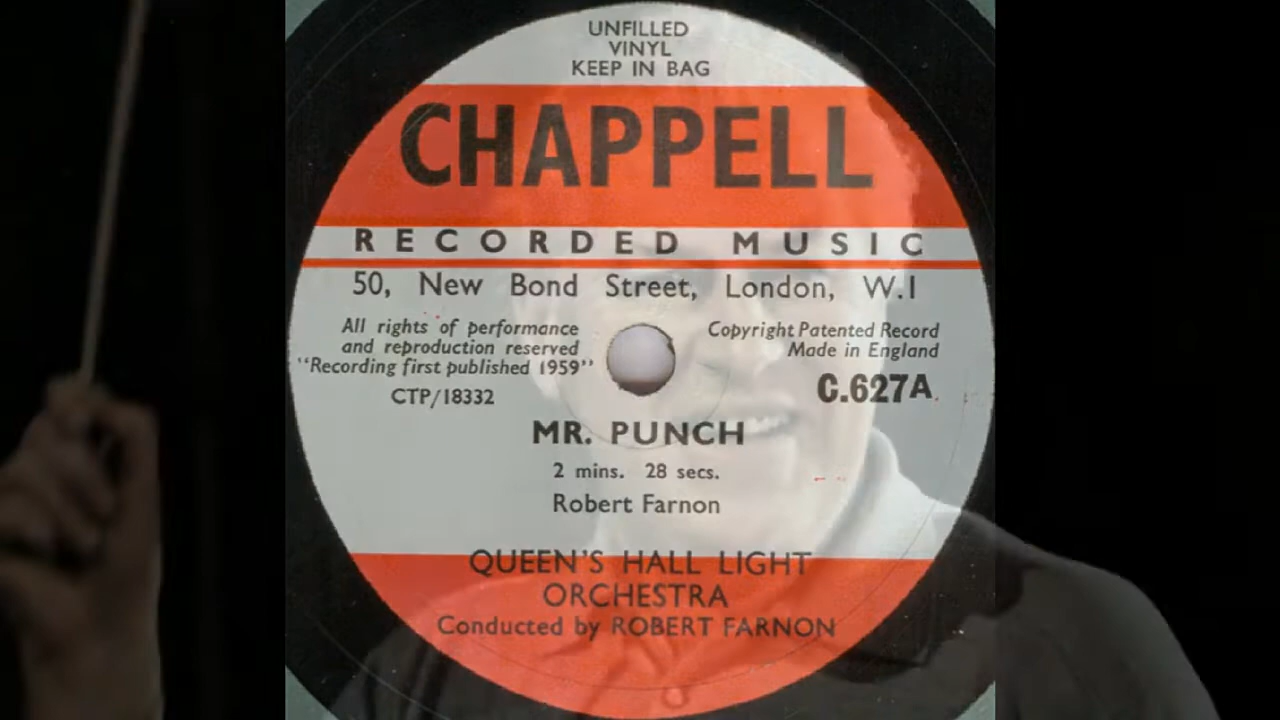 UNFILLED
VINYL
KEEP IN BAG
CHAPPELL
RECORDED MUSIC
50, New Bond Street, London, W.1
All rights of performance
and reproduction reserved
"Recording first published 1959"
CTP/18332
Copyright Patented Record
Made in England
C.627A
MR. PUNCH
2 mins. 28 secs.
Robert Farnon
QUEEN'S HALL LIGHT
ORCHESTRA
Conducted by ROBERT FARNON